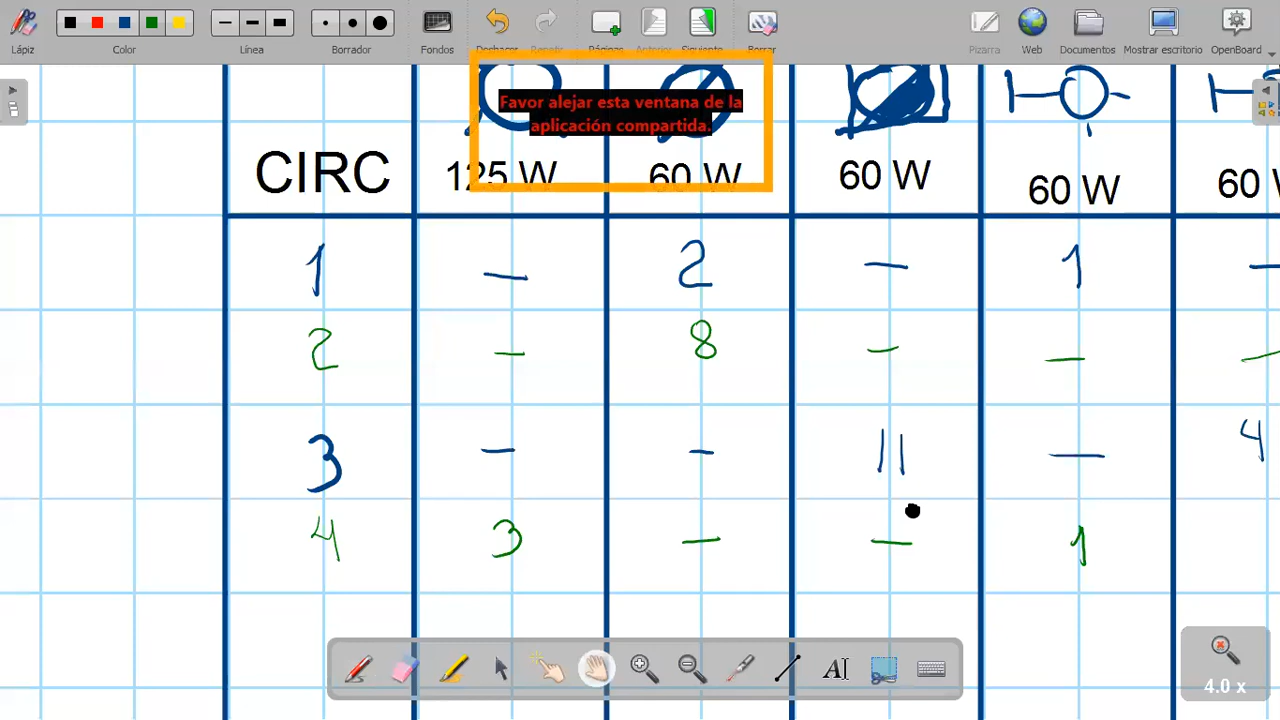 Lápiz
Color
Línea
Borrador
Fondos
Deshacer
Páginas
Anterior
Siguiente
Borrar
Pizarra
Web
Documentos
Mostrar escritorio
OpenBoard
Favor alejar esta ventana de la
aplicación compartida.
CIRC 125 W 60 W 60 W 60 W 60 W
1 – 2 – 1 –
2 – 8 – – –
3 – – 11 – 4
4 3 – – 1
AI
4.0 x